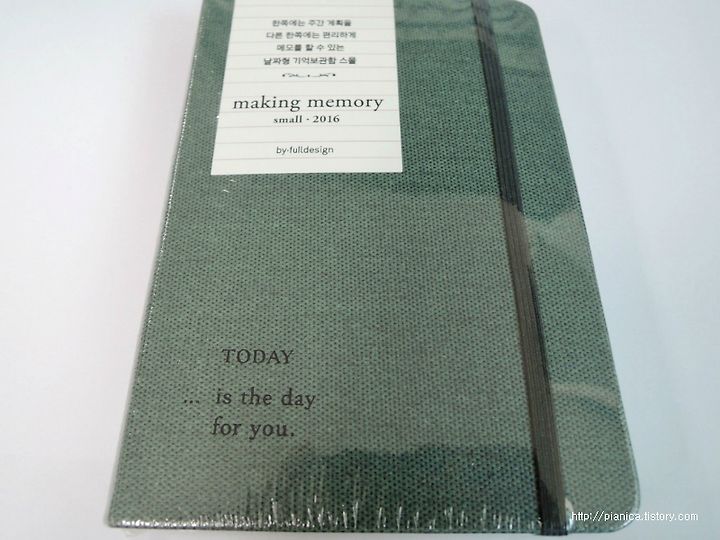 한쪽에는 주간 계획을
다른 한쪽에는 편리하게
메모를 할 수 있는
날짜형 기억보관함 스몰
making memory
small · 2016
by·fulldesign
TODAY
... is the day
for you.
http://pianica.tistory.com